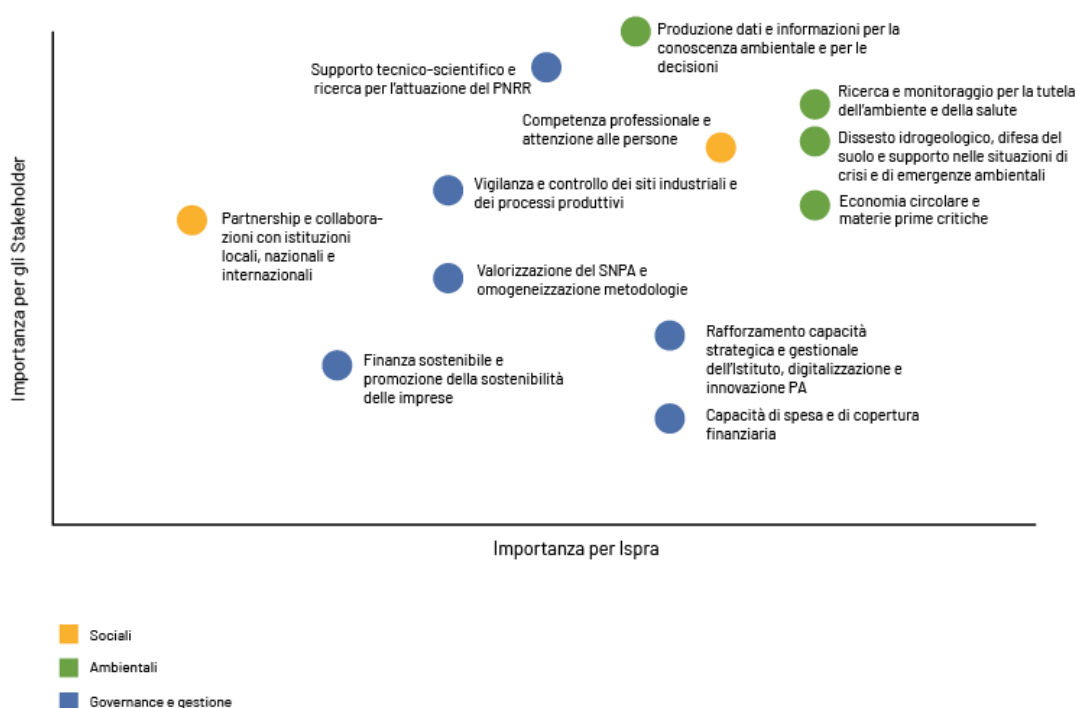 Produzione dati e informazioni per la
conoscenza ambientale e per le
decisioni
Supporto tecnico-scientifico e
ricerca per l'attuazione del PNRR
Ricerca e monitoraggio per la tutela
dell'ambiente e della salute
Competenza professionale e
attenzione alle persone
Dissesto idrogeologico, difesa del
suolo e supporto nelle situazioni di
crisi e di emergenze ambientali
Vigilanza e controllo dei siti industriali e
dei processi produttivi
Economia circolare e
materie prime critiche
Partnership e collabora-
zioni con istituzioni
locali, nazionali e
internazionali
Valorizzazione del SNPA e
omogeneizzazione metodologie
Rafforzamento capacità
strategica e gestionale
dell'Istituto, digitalizzazione e
innovazione PA
Finanza sostenibile e
promozione della sostenibilità
delle imprese
Capacità di spesa e di copertura
finanziaria
Importanza per gli Stakeholder
Importanza per Ispra
Sociali
Ambientali
Governance e gestione